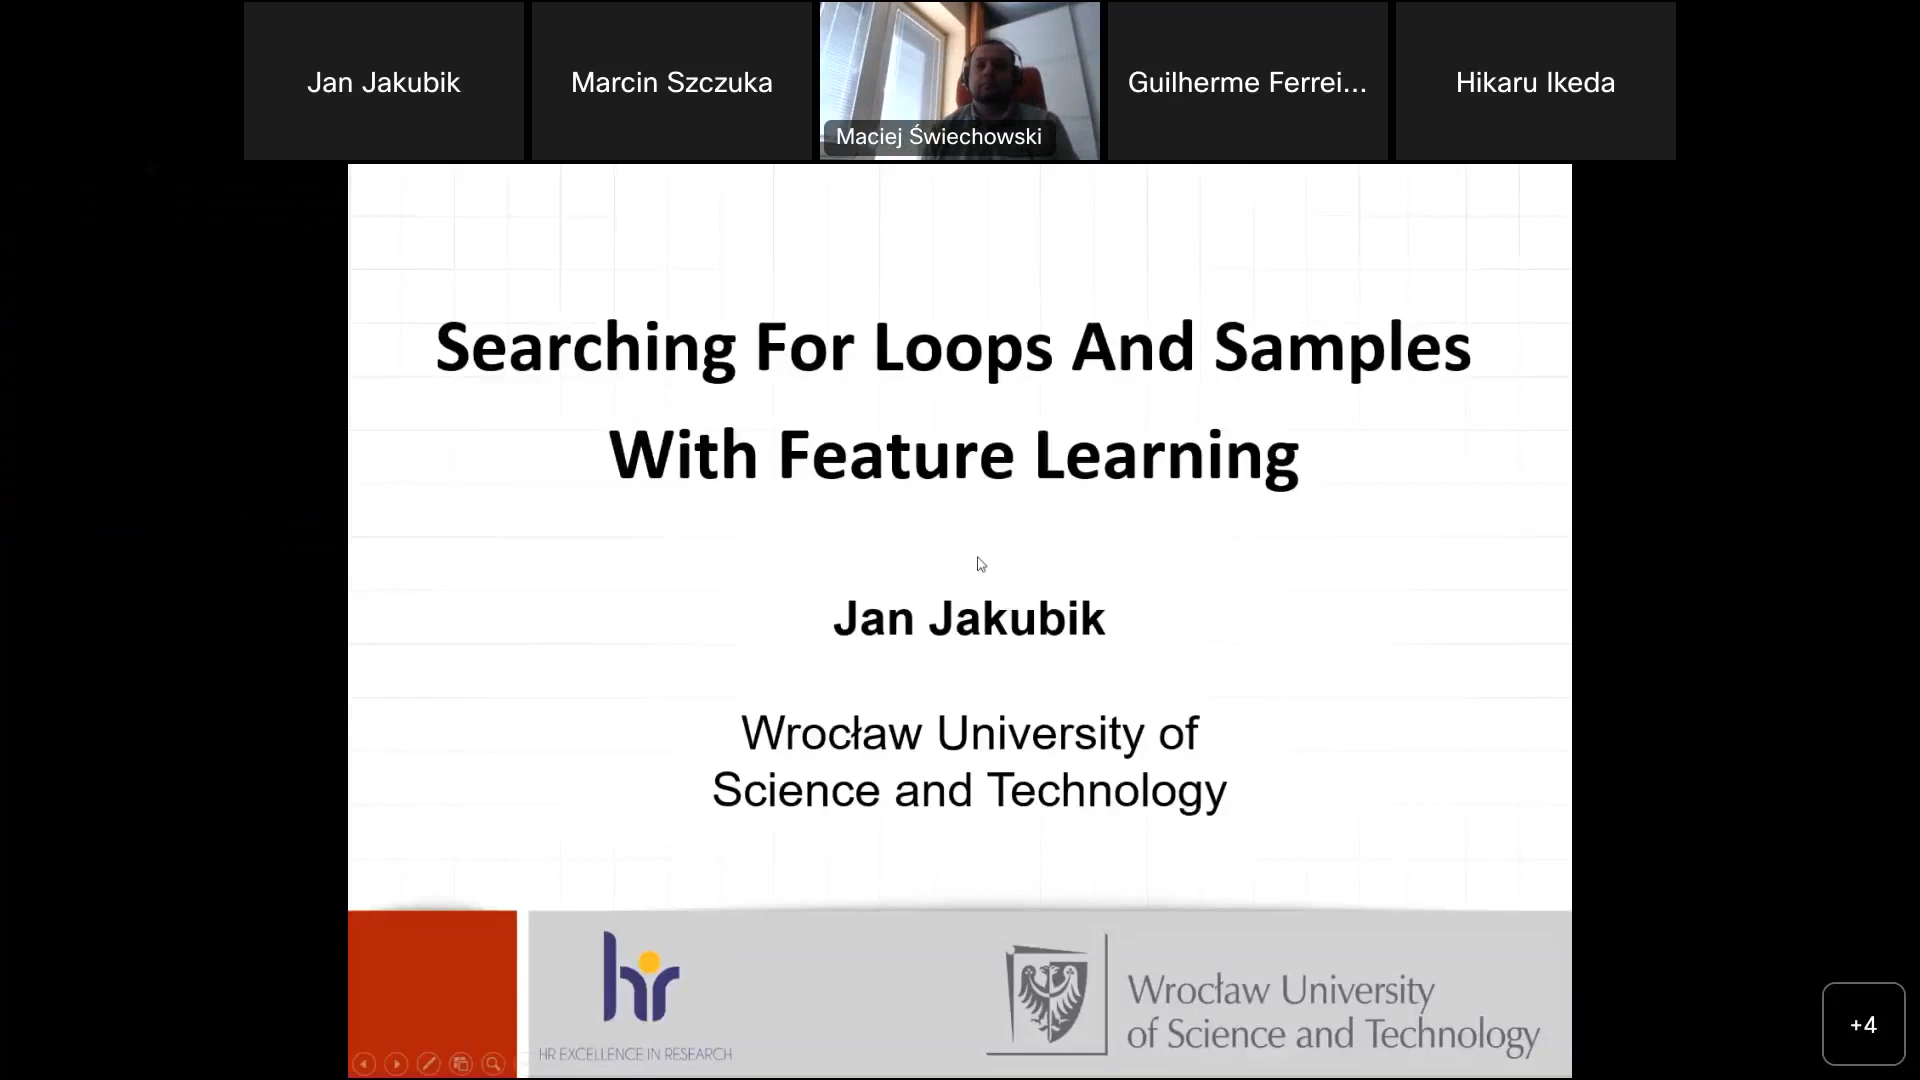 Jan Jakubik
Marcin Szczuka
Maciej Świechowski
Guilherme Ferrei...
Hikaru Ikeda
Searching For Loops And Samples
With Feature Learning
Jan Jakubik
Wrocław University of
Science and Technology
hr
HR EXCELLENCE IN RESEARCH
Wrocław University
of Science and Technology
+4